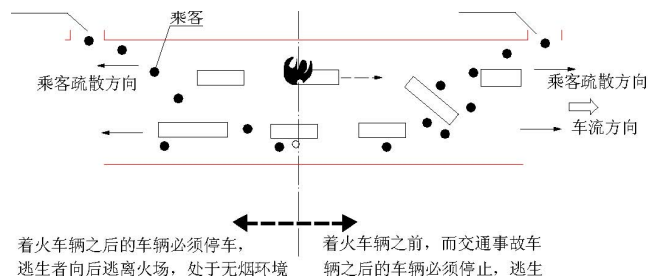 乘客
乘客疏散方向
乘客疏散方向
车流方向
着火车辆之后的车辆必须停车，
逃生者向后逃离火场，处于无烟环境
着火车辆之前，而交通事故车
辆之后的车辆必须停止，逃生